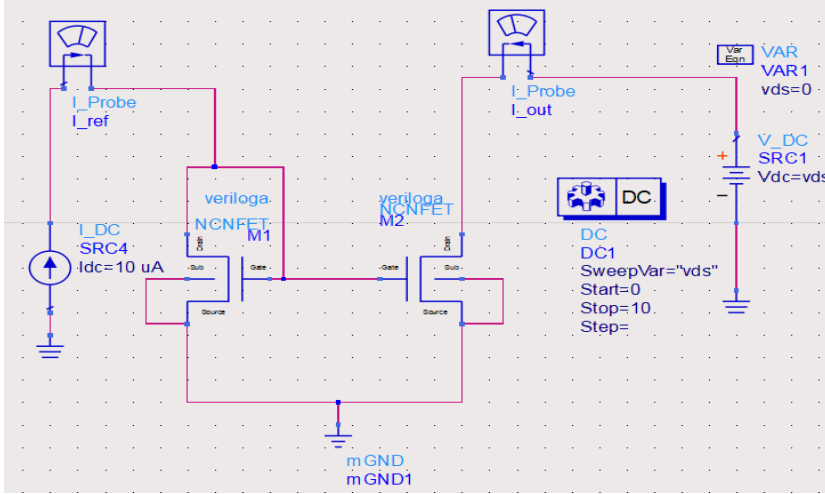 I_Probe
I_ref
I_Probe
I_out
Var
Eqn
VAR
VAR1
vds=0
V_DC
SRC1
Vdc=vds
+
−
I_DC
SRC4
Idc=10 uA
veriloga
NCNFET
M1
Drain
Sub
Gate
Source
veriloga
NCNFET
M2
Drain
Gate
Sub
Source
DC
DC
DC1
SweepVar="vds"
Start=0
Stop=10
Step=
mGND
mGND1